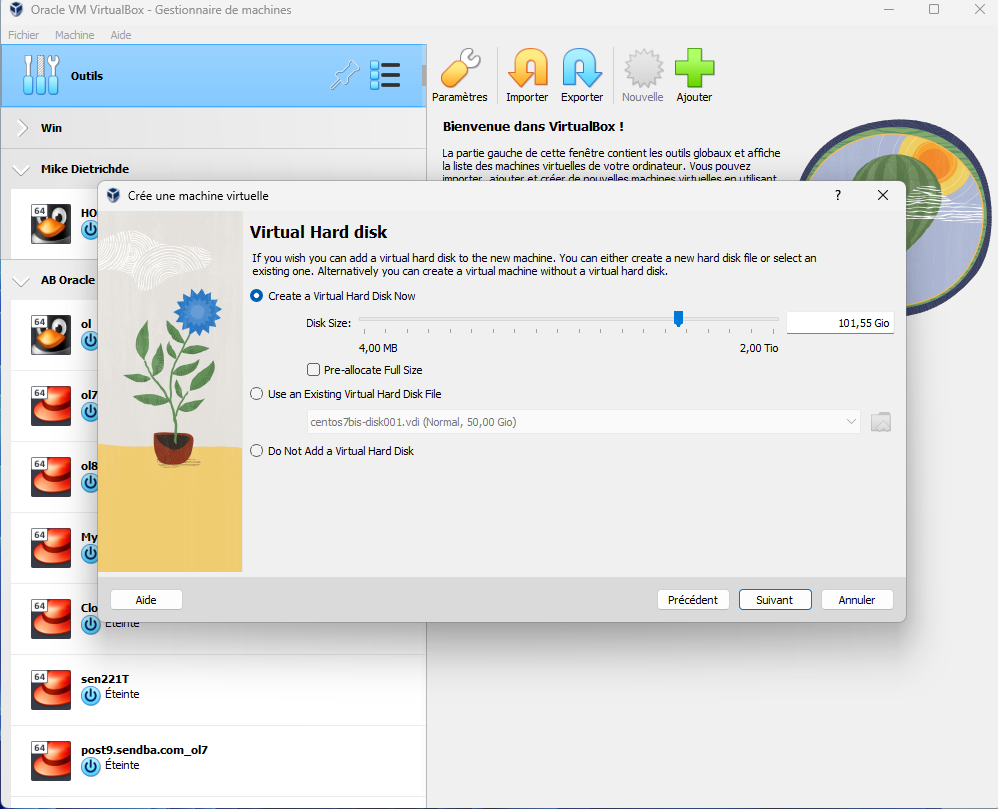 Oracle VM VirtualBox - Gestionnaire de machines
Fichier Machine Aide
Outils
Paramètres Importer Exporter Nouvelle Ajouter
Win
Mike Dietrichde
64 HO
AB Oracle
64 ol
64 ol7
64 ol8
64 My
64 Clo
Éteinte
64 sen221T
Éteinte
64 post9.sendba.com_ol7
Éteinte
Bienvenue dans VirtualBox !
La partie gauche de cette fenêtre contient les outils globaux et affiche
la liste des machines virtuelles de votre ordinateur. Vous pouvez
importer, ajouter et créer de nouvelles machines virtuelles en utilisant
Crée une machine virtuelle
?
Virtual Hard disk
If you wish you can add a virtual hard disk to the new machine. You can either create a new hard disk file or select an
existing one. Alternatively you can create a virtual machine without a virtual hard disk.
Create a Virtual Hard Disk Now
Disk Size: 101,55 Gio
4,00 MB 2,00 Tio
Pre-allocate Full Size
Use an Existing Virtual Hard Disk File
centos7bis-disk001.vdi (Normal, 50,00 Gio)
Do Not Add a Virtual Hard Disk
Aide Précédent Suivant Annuler